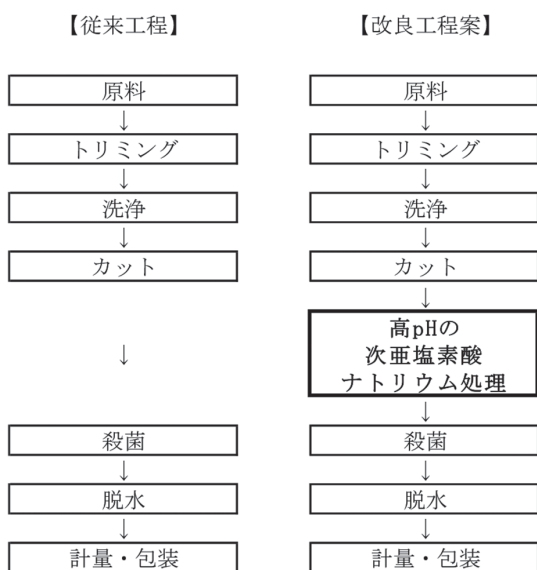 【従来工程】
原料
↓
トリミング
↓
洗浄
↓
カット
↓
殺菌
↓
脱水
↓
計量・包装
【改良工程案】
原料
↓
トリミング
↓
洗浄
↓
カット
↓
高pHの
次亜塩素酸
ナトリウム処理
↓
殺菌
↓
脱水
↓
計量・包装